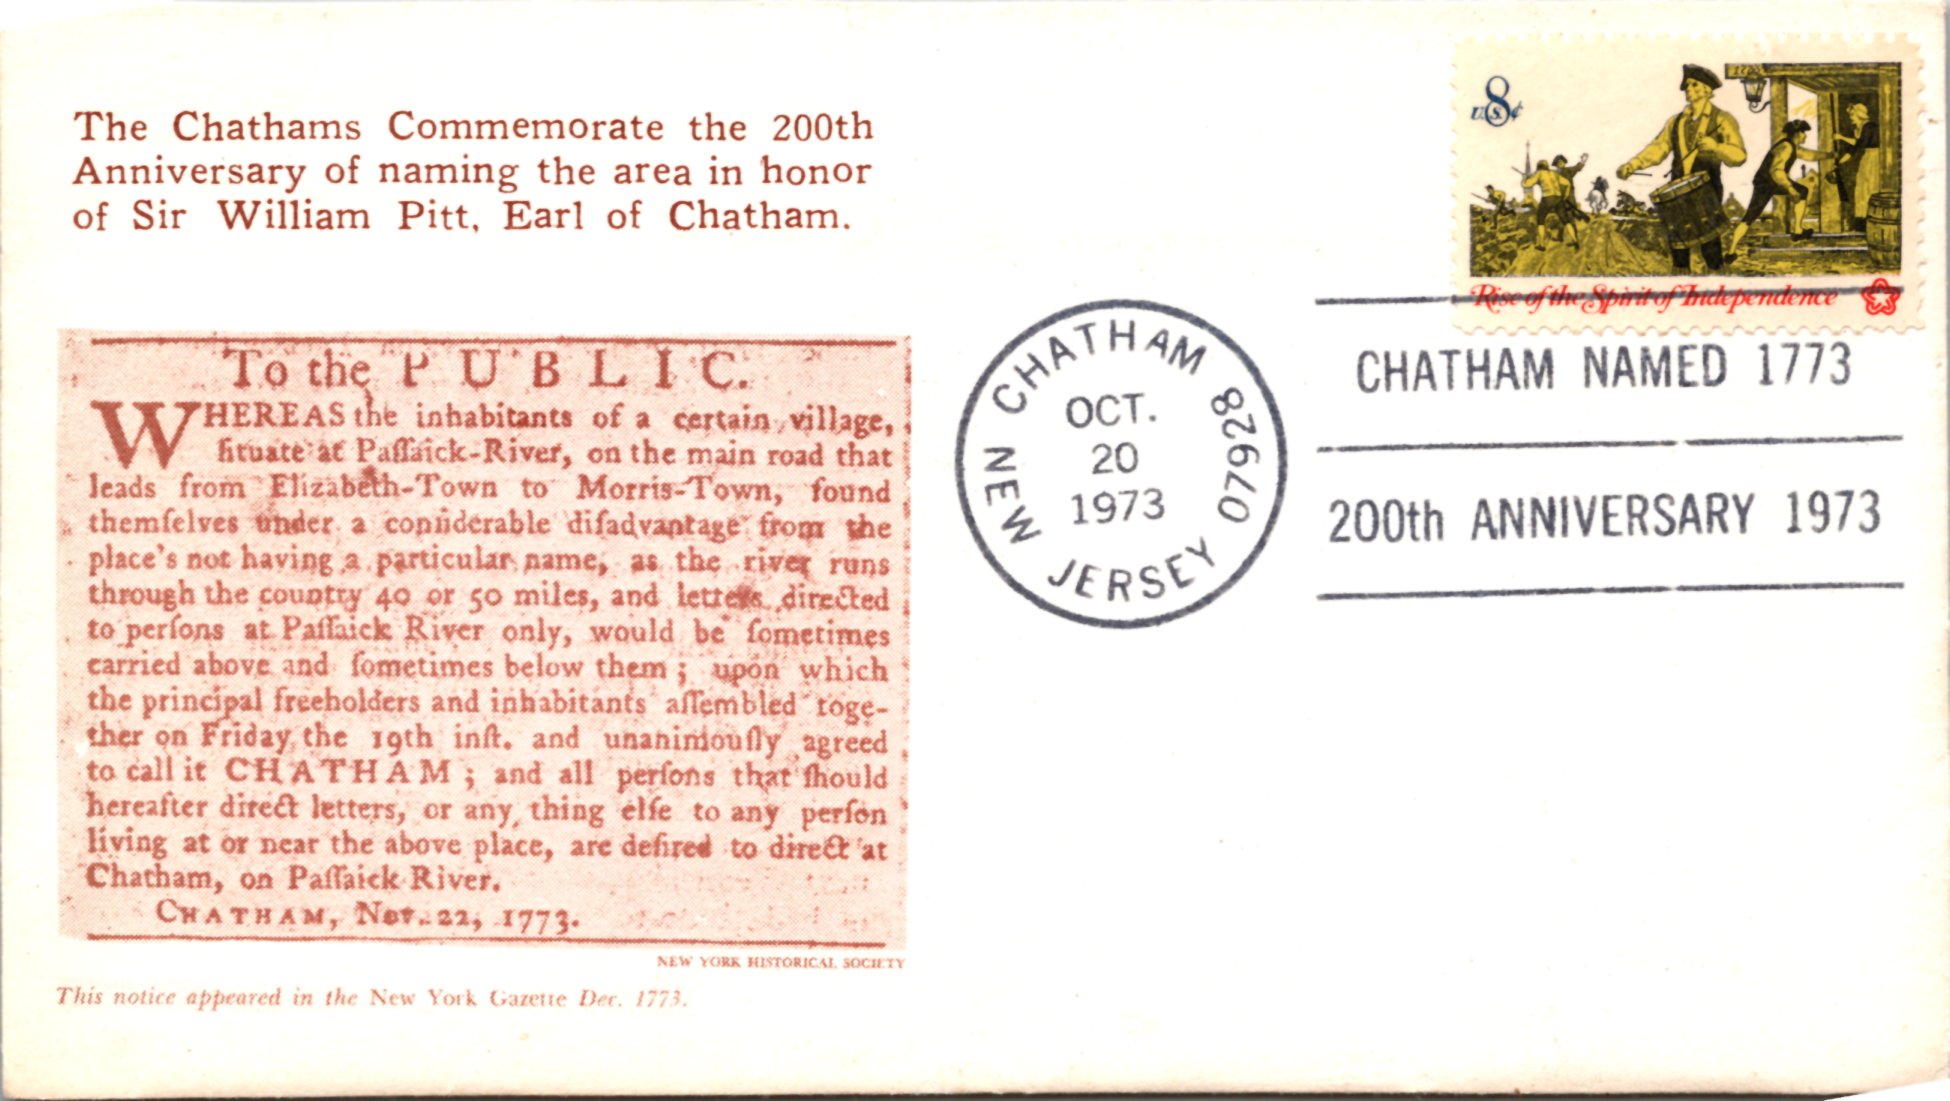 The Chathams Commemorate the 200th
Anniversary of naming the area in honor
of Sir William Pitt, Earl of Chatham.
8
U.S. ¢
Rise of the Spirit of Independence
CHATHAM NEW JERSEY 07928
OCT.
20
1973
CHATHAM NAMED 1773
200th ANNIVERSARY 1973
To the PUBLIC.
WHEREAS the inhabitants of a certain village,
ſituate at Paſſaick-River, on the main road that
leads from Elizabeth-Town to Morris-Town, found
themſelves under a conſiderable diſadvantage from the
place's not having a particular name, as the river runs
through the country 40 or 50 miles, and letters directed
to perſons at Paſſaick River only, would be ſometimes
carried above and ſometimes below them; upon which
the principal freeholders and inhabitants aſſembled toge-
ther on Friday the 19th inſt. and unanimouſly agreed
to call it CHATHAM; and all perſons that ſhould
hereafter direct letters, or any thing elſe to any perſon
living at or near the above place, are deſired to direct at
Chatham, on Paſſaick River.
CHATHAM, Nov. 22, 1773.
NEW YORK HISTORICAL SOCIETY
This notice appeared in the New York Gazette Dec. 1773.